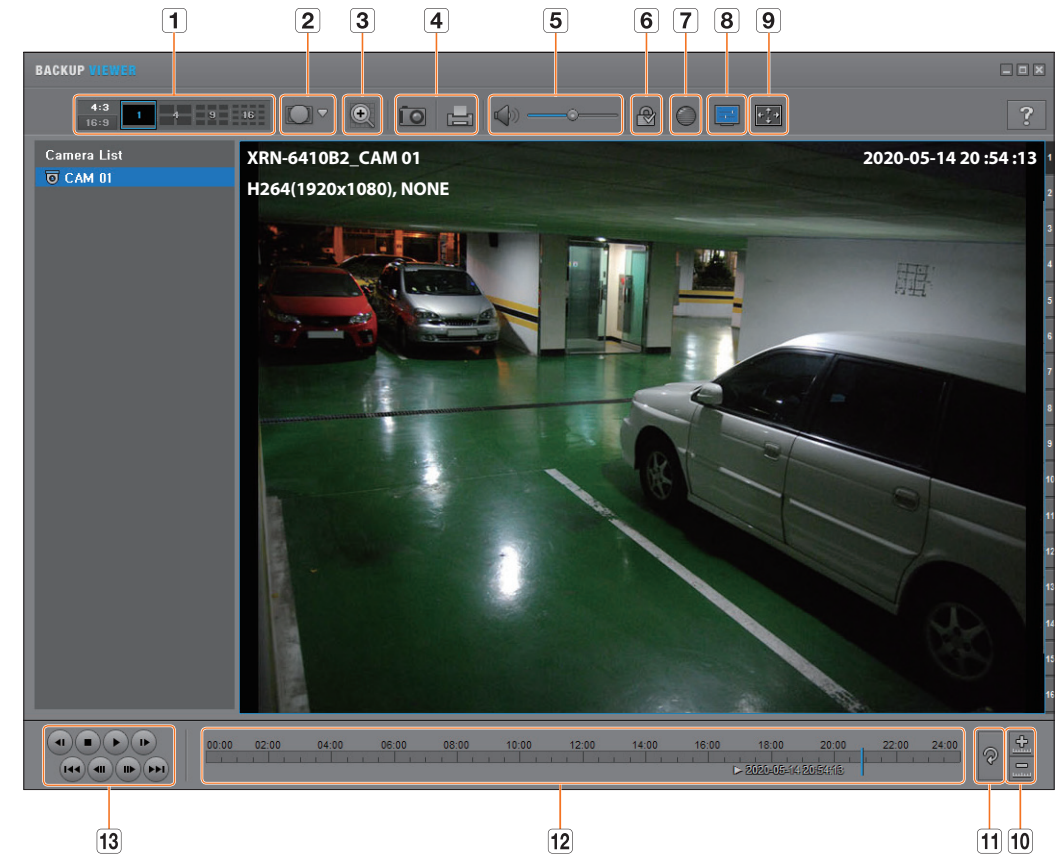 1 2 3 4 5 6 7 8 9
BACKUP VIEWER
4:3
16:9
1 4 9 16
?
Camera List
CAM 01
XRN-6410B2_CAM 01
2020-05-14 20 :54 :13
H264(1920x1080), NONE
1
2
3
4
5
6
7
8
9
10
11
12
13
14
15
16
00:00 02:00 04:00 06:00 08:00 10:00 12:00 14:00 16:00 18:00 20:00 22:00 24:00
2020-05-14 20:54:13
13 12 11 10